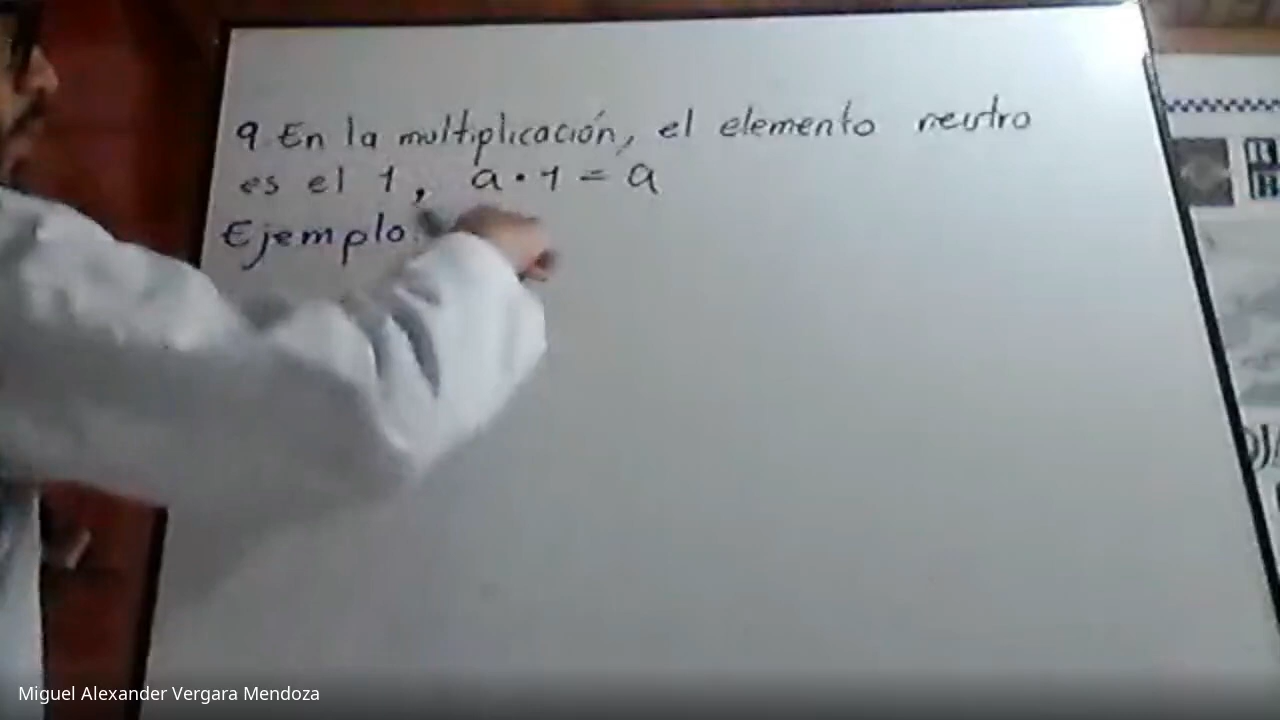 9 En la multiplicación, el elemento neutro
es el 1, a · 1 = a
Ejemplo:
Miguel Alexander Vergara Mendoza